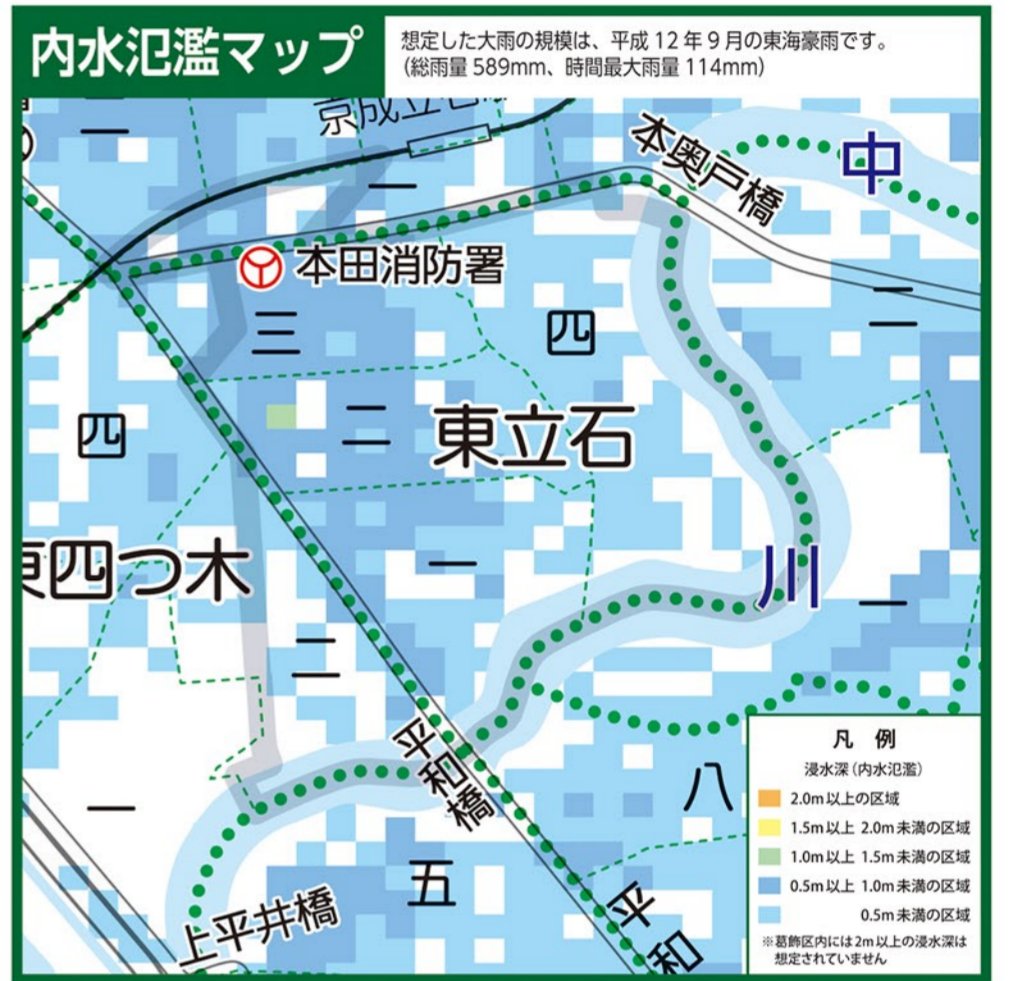 内水氾濫マップ
想定した大雨の規模は、平成12年9月の東海豪雨です。
(総雨量589mm、時間最大雨量114mm)
京成立石
二
一
本奥戸橋
中
本田消防署
三
四
二
四
二
東立石
四つ木
一
川
一
二
平和橋
八
一
五
上平井橋
平和
凡 例
浸水深(内水氾濫)
2.0m以上の区域
1.5m以上 2.0m未満の区域
1.0m以上 1.5m未満の区域
0.5m以上 1.0m未満の区域
0.5m未満の区域
※葛飾区内には2m以上の浸水深は
想定されていません